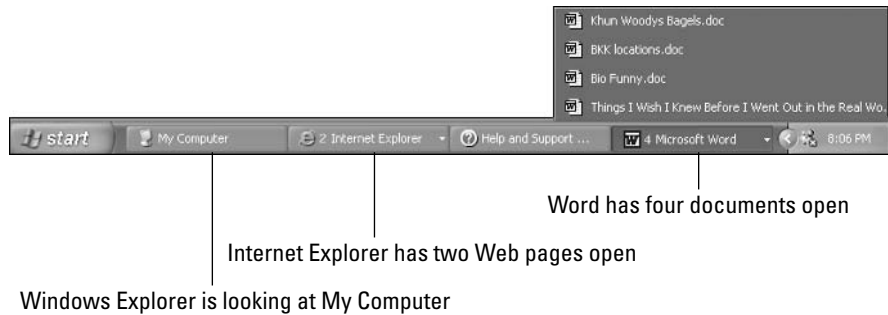 Khun Woodys Bagels.doc
BKK locations.doc
Bio Funny.doc
Things I Wish I Knew Before I Went Out in the Real Wo.
start My Computer 2 Internet Explorer Help and Support ... 4 Microsoft Word 8:06 PM
Word has four documents open
Internet Explorer has two Web pages open
Windows Explorer is looking at My Computer